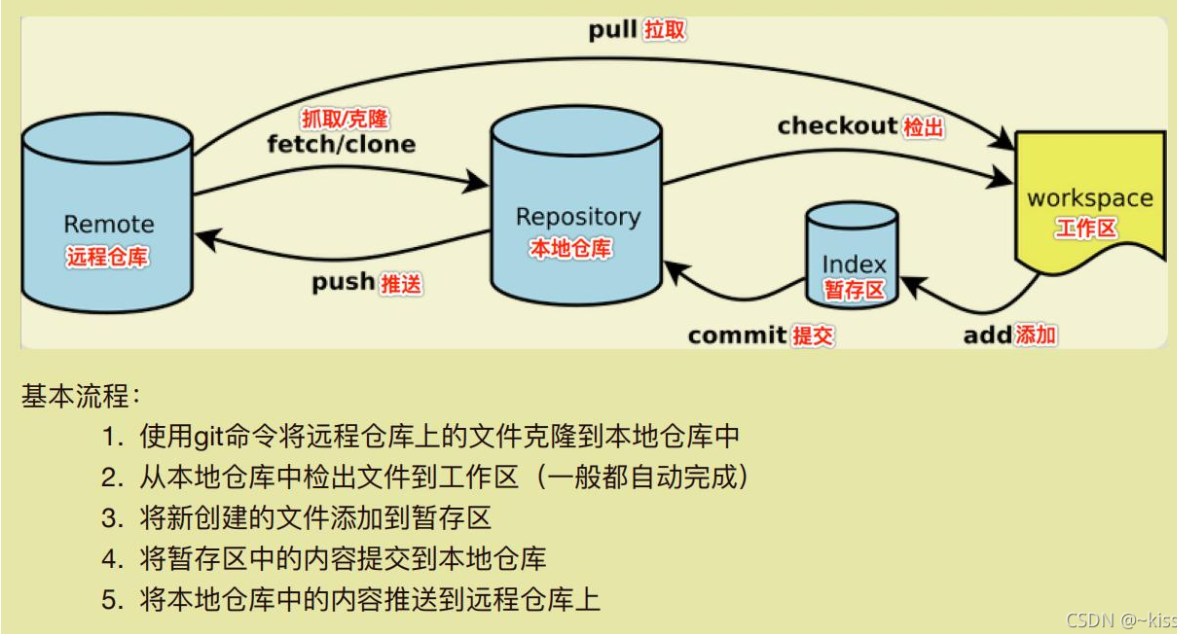 pull 拉取
抓取/克隆
fetch/clone
checkout 检出
Remote
远程仓库
Repository
本地仓库
workspace
工作区
Index
暂存区
push 推送
commit 提交
add 添加
基本流程：
1. 使用git命令将远程仓库上的文件克隆到本地仓库中
2. 从本地仓库中检出文件到工作区（一般都自动完成）
3. 将新创建的文件添加到暂存区
4. 将暂存区中的内容提交到本地仓库
5. 将本地仓库中的内容推送到远程仓库上
CSDN @~kiss